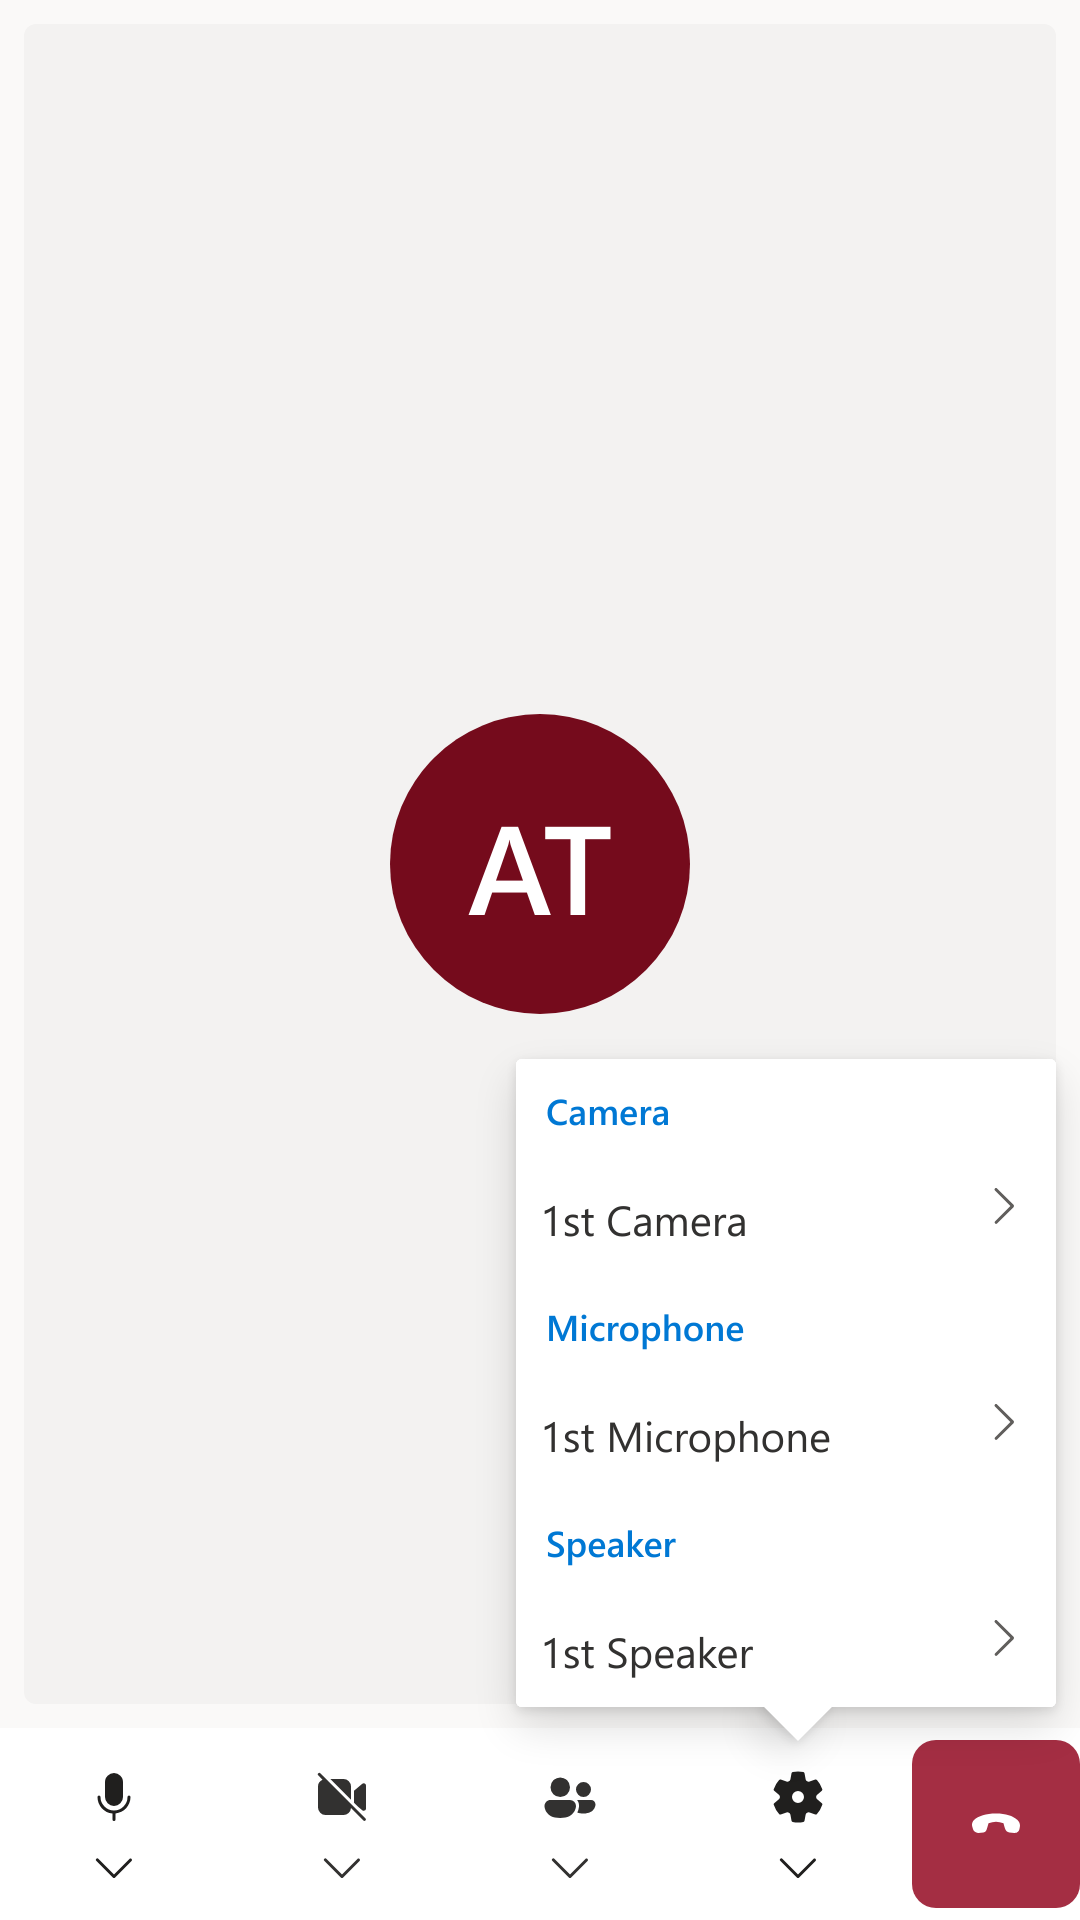 AT
Camera
1st Camera
Microphone
1st Microphone
Speaker
1st Speaker